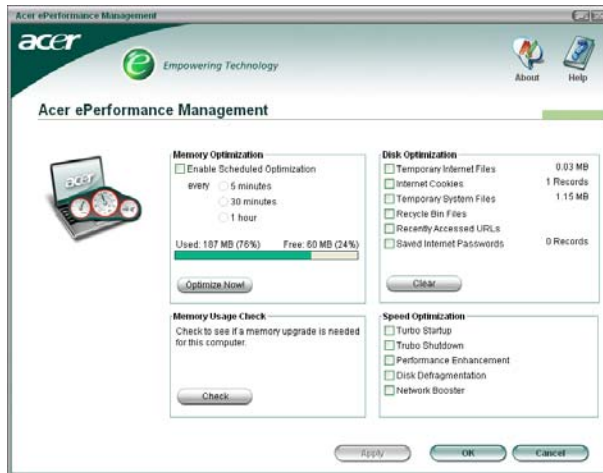 Acer ePerformance Management
acer
Empowering Technology
About
Help
Acer ePerformance Management
acer
Memory Optimization
Enable Scheduled Optimization
every
5 minutes
30 minutes
1 hour
Used: 187 MB (76%) Free: 60 MB (24%)
Optimize Now!
Memory Usage Check
Check to see if a memory upgrade is needed
for this computer.
Check
Disk Optimization
Temporary Internet Files 0.03 MB
Internet Cookies 1 Records
Temporary System Files 1.15 MB
Recycle Bin Files
Recently Accessed URLs
Saved Internet Passwords 0 Records
Clear
Speed Optimization
Turbo Startup
Trubo Shutdown
Performance Enhancement
Disk Defragmentation
Network Booster
Apply
OK
Cancel